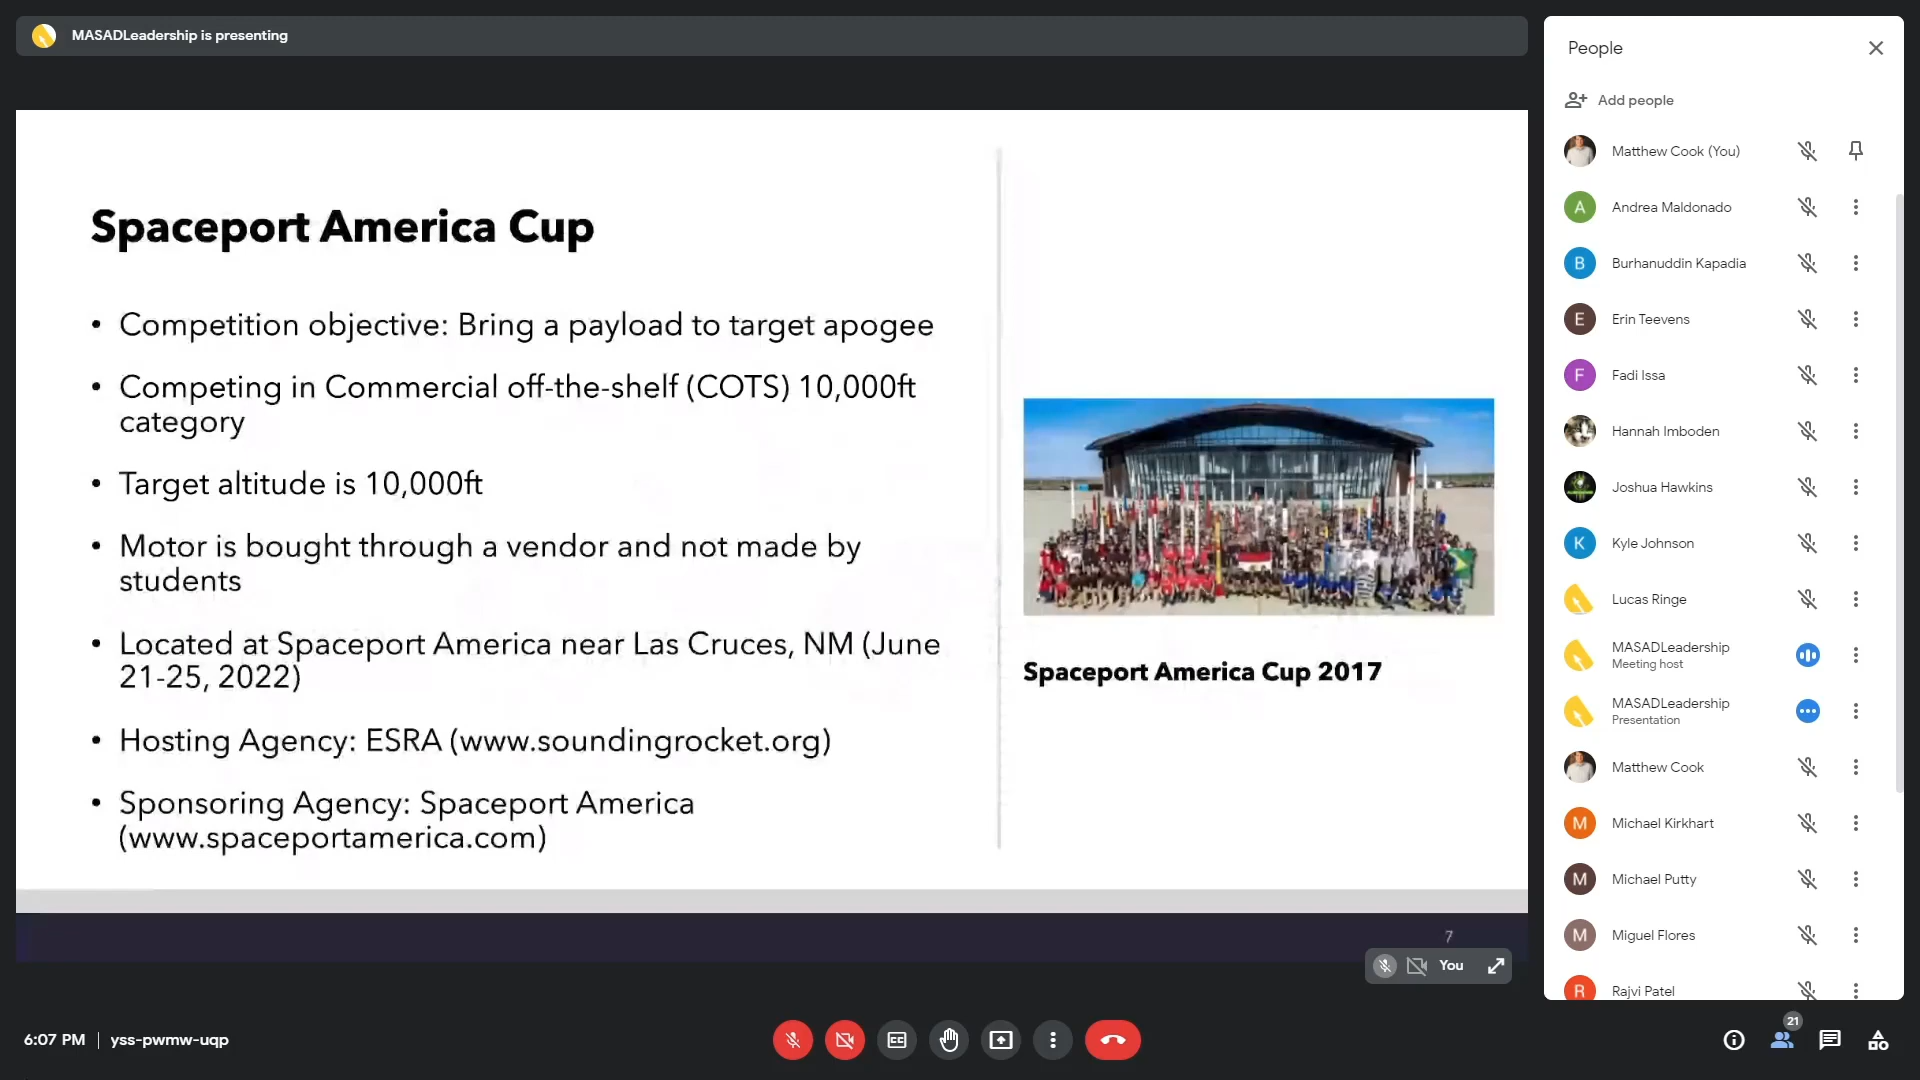 MASADLeadership is presenting
Spaceport America Cup
• Competition objective: Bring a payload to target apogee
• Competing in Commercial off-the-shelf (COTS) 10,000ft
category
• Target altitude is 10,000ft
• Motor is bought through a vendor and not made by
students
• Located at Spaceport America near Las Cruces, NM (June
21-25, 2022)
• Hosting Agency: ESRA (www.soundingrocket.org)
• Sponsoring Agency: Spaceport America
(www.spaceportamerica.com)
Spaceport America Cup 2017
7
You
People
Add people
Matthew Cook (You)
A
Andrea Maldonado
B
Burhanuddin Kapadia
E
Erin Teevens
F
Fadi Issa
Hannah Imboden
Joshua Hawkins
K
Kyle Johnson
Lucas Ringe
MASADLeadership
Meeting host
MASADLeadership
Presentation
Matthew Cook
M
Michael Kirkhart
M
Michael Putty
M
Miguel Flores
R
Rajvi Patel
6:07 PM | yss-pwmw-uqp
CC
21